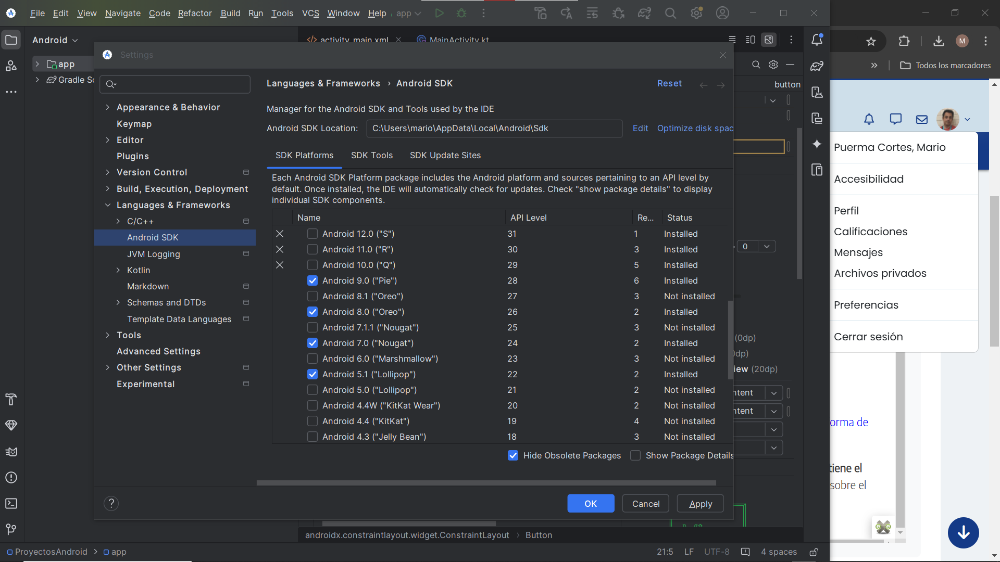 File Edit View Navigate Code Refactor Build Run Tools VCS Window Help app
Android
activity_main.xml MainActivity.kt
app
Gradle Sc
Settings
Appearance & Behavior
Keymap
Editor
Plugins
Version Control
Build, Execution, Deployment
Languages & Frameworks
C/C++
Android SDK
JVM Logging
Kotlin
Markdown
Schemas and DTDs
Template Data Languages
Tools
Advanced Settings
Other Settings
Experimental
Languages & Frameworks › Android SDK
Reset
Manager for the Android SDK and Tools used by the IDE
Android SDK Location: C:\Users\mario\AppData\Local\Android\Sdk Edit Optimize disk spac
SDK Platforms SDK Tools SDK Update Sites
Each Android SDK Platform package includes the Android platform and sources pertaining to an API level by
default. Once installed, the IDE will automatically check for updates. Check "show package details" to display
individual SDK components.
Name API Level Re... Status
Android 12.0 ("S") 31 1 Installed
Android 11.0 ("R") 30 3 Installed
Android 10.0 ("Q") 29 5 Installed
Android 9.0 ("Pie") 28 6 Installed
Android 8.1 ("Oreo") 27 3 Not installed
Android 8.0 ("Oreo") 26 2 Installed
Android 7.1.1 ("Nougat") 25 3 Not installed
Android 7.0 ("Nougat") 24 2 Installed
Android 6.0 ("Marshmallow") 23 3 Not installed
Android 5.1 ("Lollipop") 22 2 Installed
Android 5.0 ("Lollipop") 21 2 Not installed
Android 4.4W ("KitKat Wear") 20 2 Not installed
Android 4.4 ("KitKat") 19 4 Not installed
Android 4.3 ("Jelly Bean") 18 3 Not installed
Hide Obsolete Packages Show Package Details
? OK Cancel Apply
button
0
(0dp)
0dp)
iew (20dp)
ntent
ntent
androidx.constraintlayout.widget.ConstraintLayout › Button
ProyectosAndroid › app
21:5 LF UTF-8 4 spaces
M
» Todos los marcadores
Puerma Cortes, Mario
Accesibilidad
Perfil
Calificaciones
Mensajes
Archivos privados
Preferencias
Cerrar sesión
orma de
tiene el
sobre el